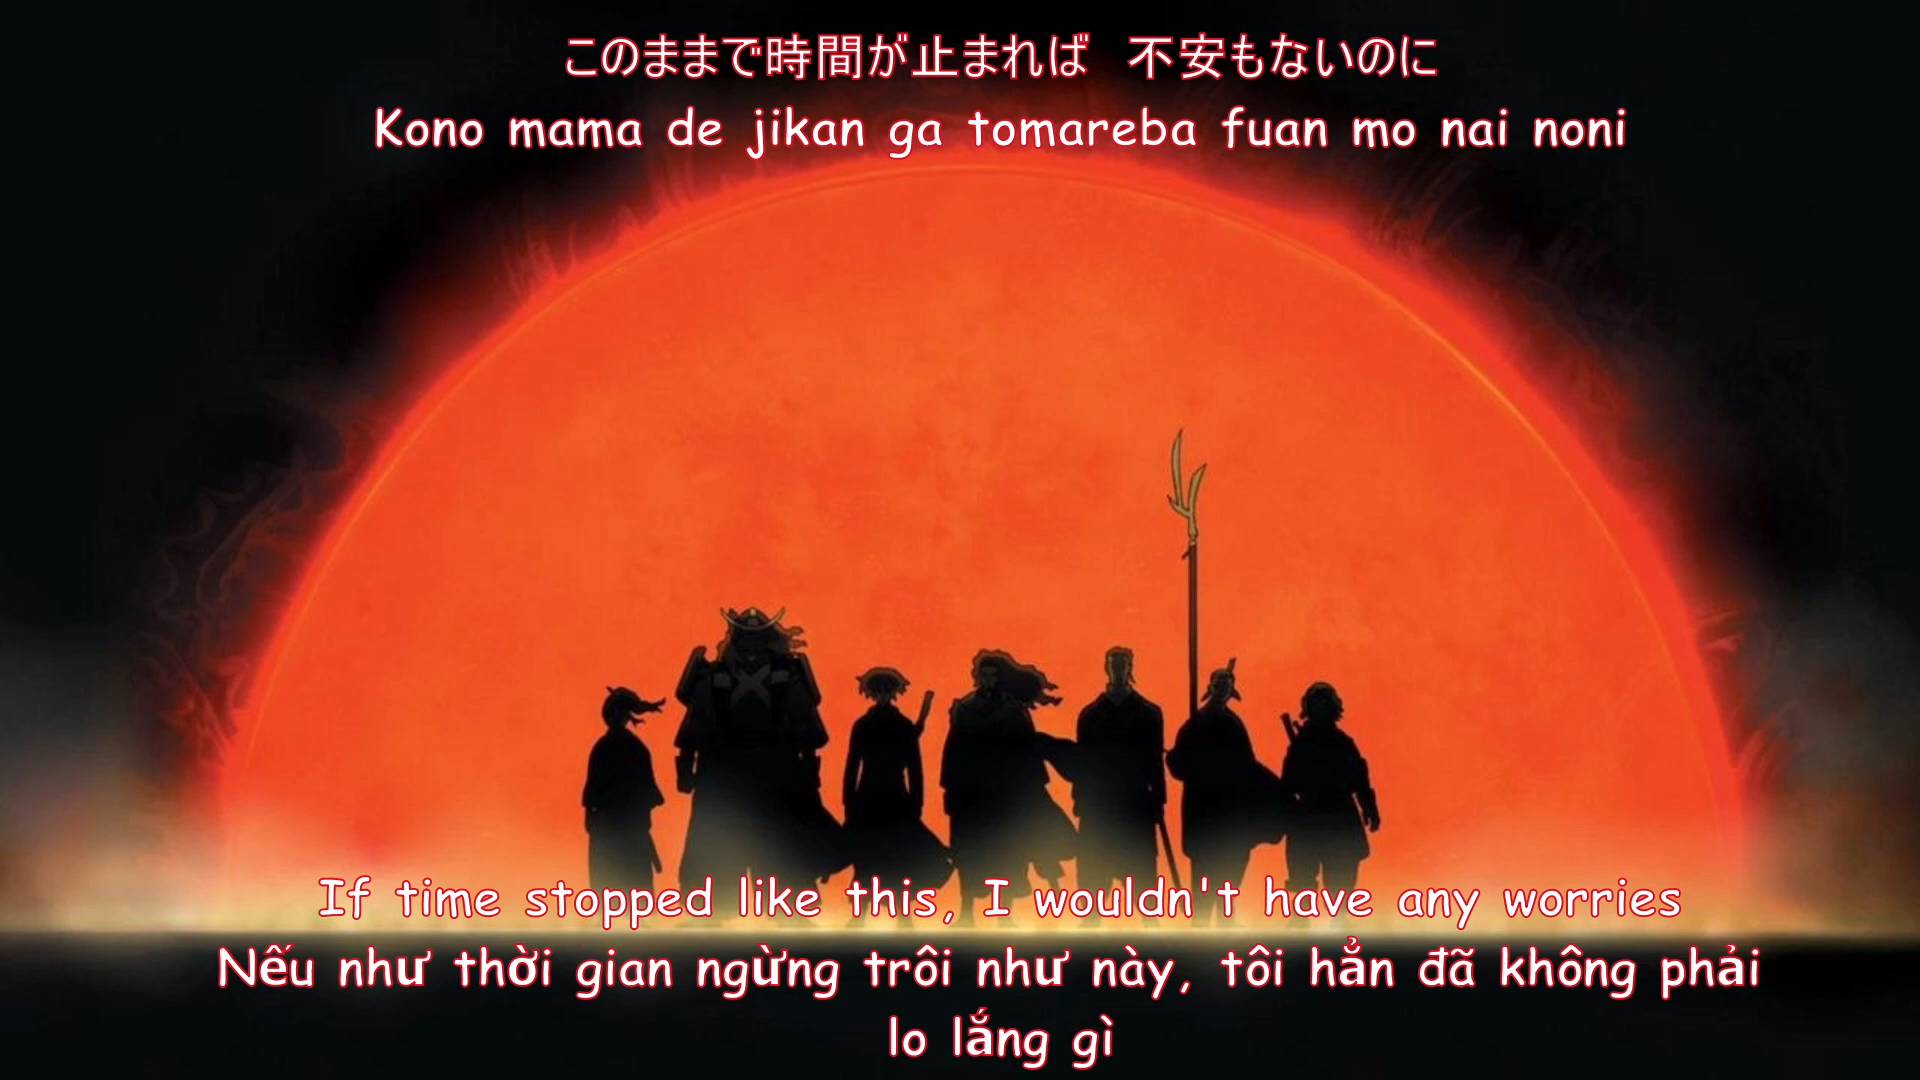 このままで時間が止まれば　不安もないのに
Kono mama de jikan ga tomareba fuan mo nai noni
If time stopped like this, I wouldn't have any worries
Nếu như thời gian ngừng trôi như này, tôi hẳn đã không phải
lo lắng gì